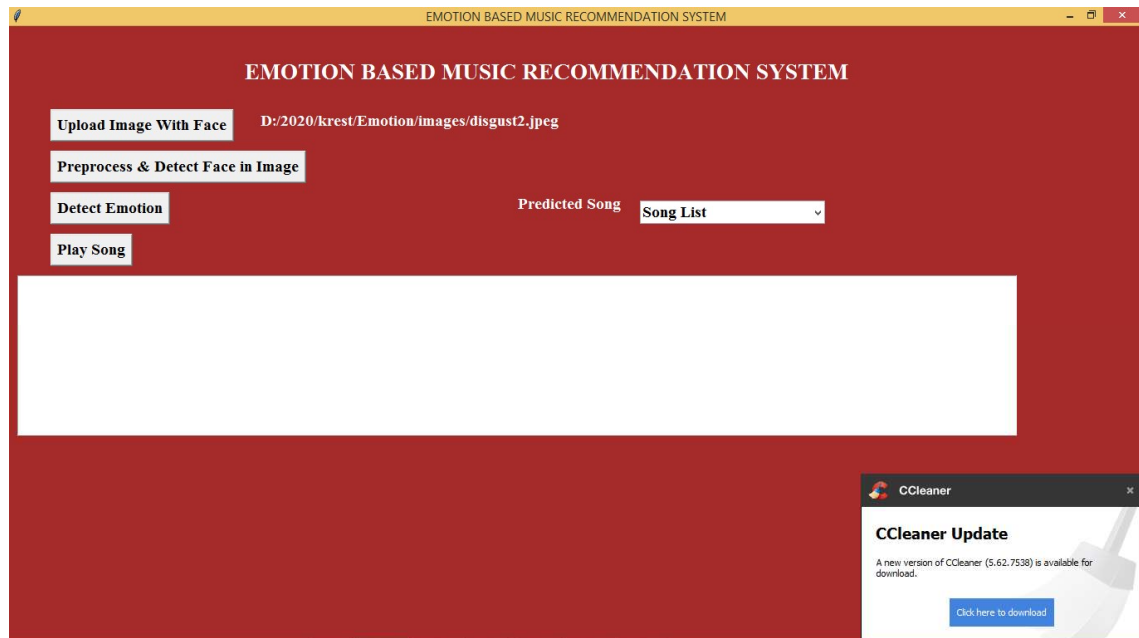 EMOTION BASED MUSIC RECOMMENDATION SYSTEM
EMOTION BASED MUSIC RECOMMENDATION SYSTEM
Upload Image With Face
D:/2020/krest/Emotion/images/disgust2.jpeg
Preprocess & Detect Face in Image
Detect Emotion
Predicted Song
Song List
Play Song
CCleaner
CCleaner Update
A new version of CCleaner (5.62.7538) is available for
download.
Click here to download